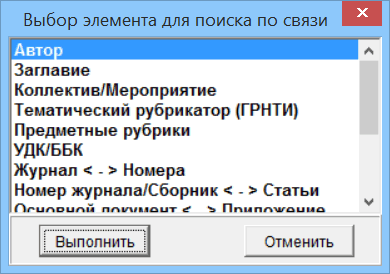 Выбор элемента для поиска по связи
Автор
Заглавие
Коллектив/Мероприятие
Тематический рубрикатор (ГРНТИ)
Предметные рубрики
УДК/ББК
Журнал < - > Номера
Номер журнала/Сборник < - > Статьи
Основной документ < - > Приложение
Выполнить
Отменить